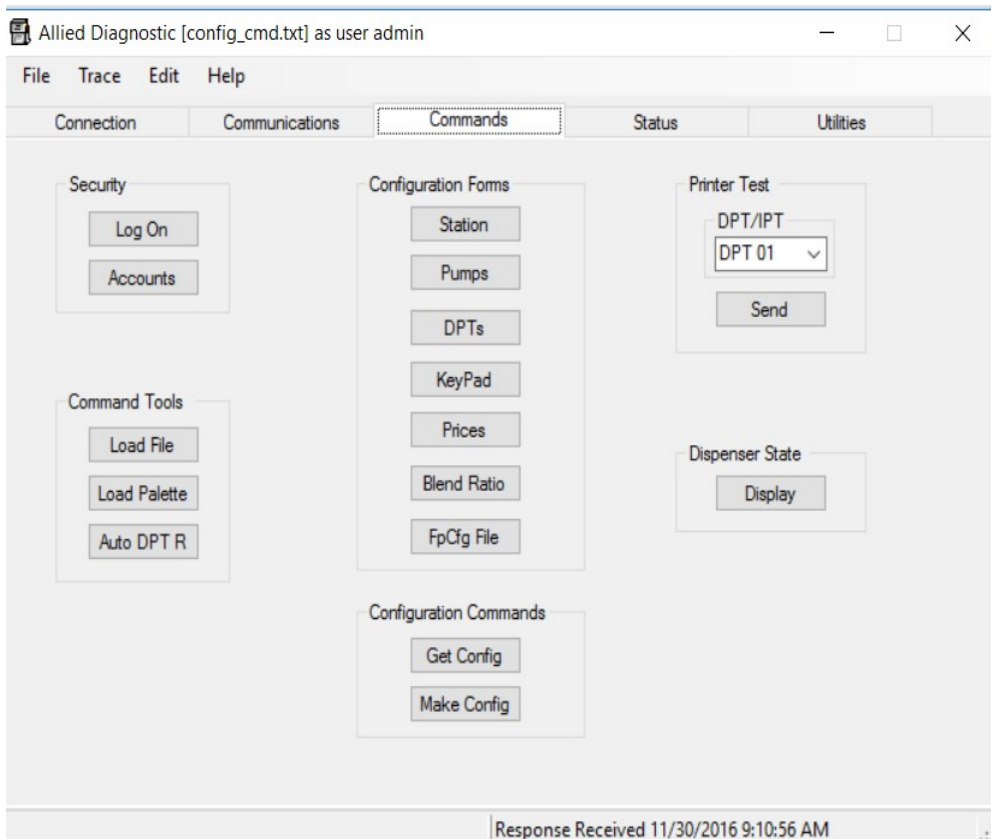 Allied Diagnostic [config_cmd.txt] as user admin
File Trace Edit Help
Connection Communications Commands Status Utilities
Security
Log On
Accounts
Command Tools
Load File
Load Palette
Auto DPT R
Configuration Forms
Station
Pumps
DPTs
KeyPad
Prices
Blend Ratio
FpCfg File
Configuration Commands
Get Config
Make Config
Printer Test
DPT/IPT
DPT 01
Send
Dispenser State
Display
Response Received 11/30/2016 9:10:56 AM